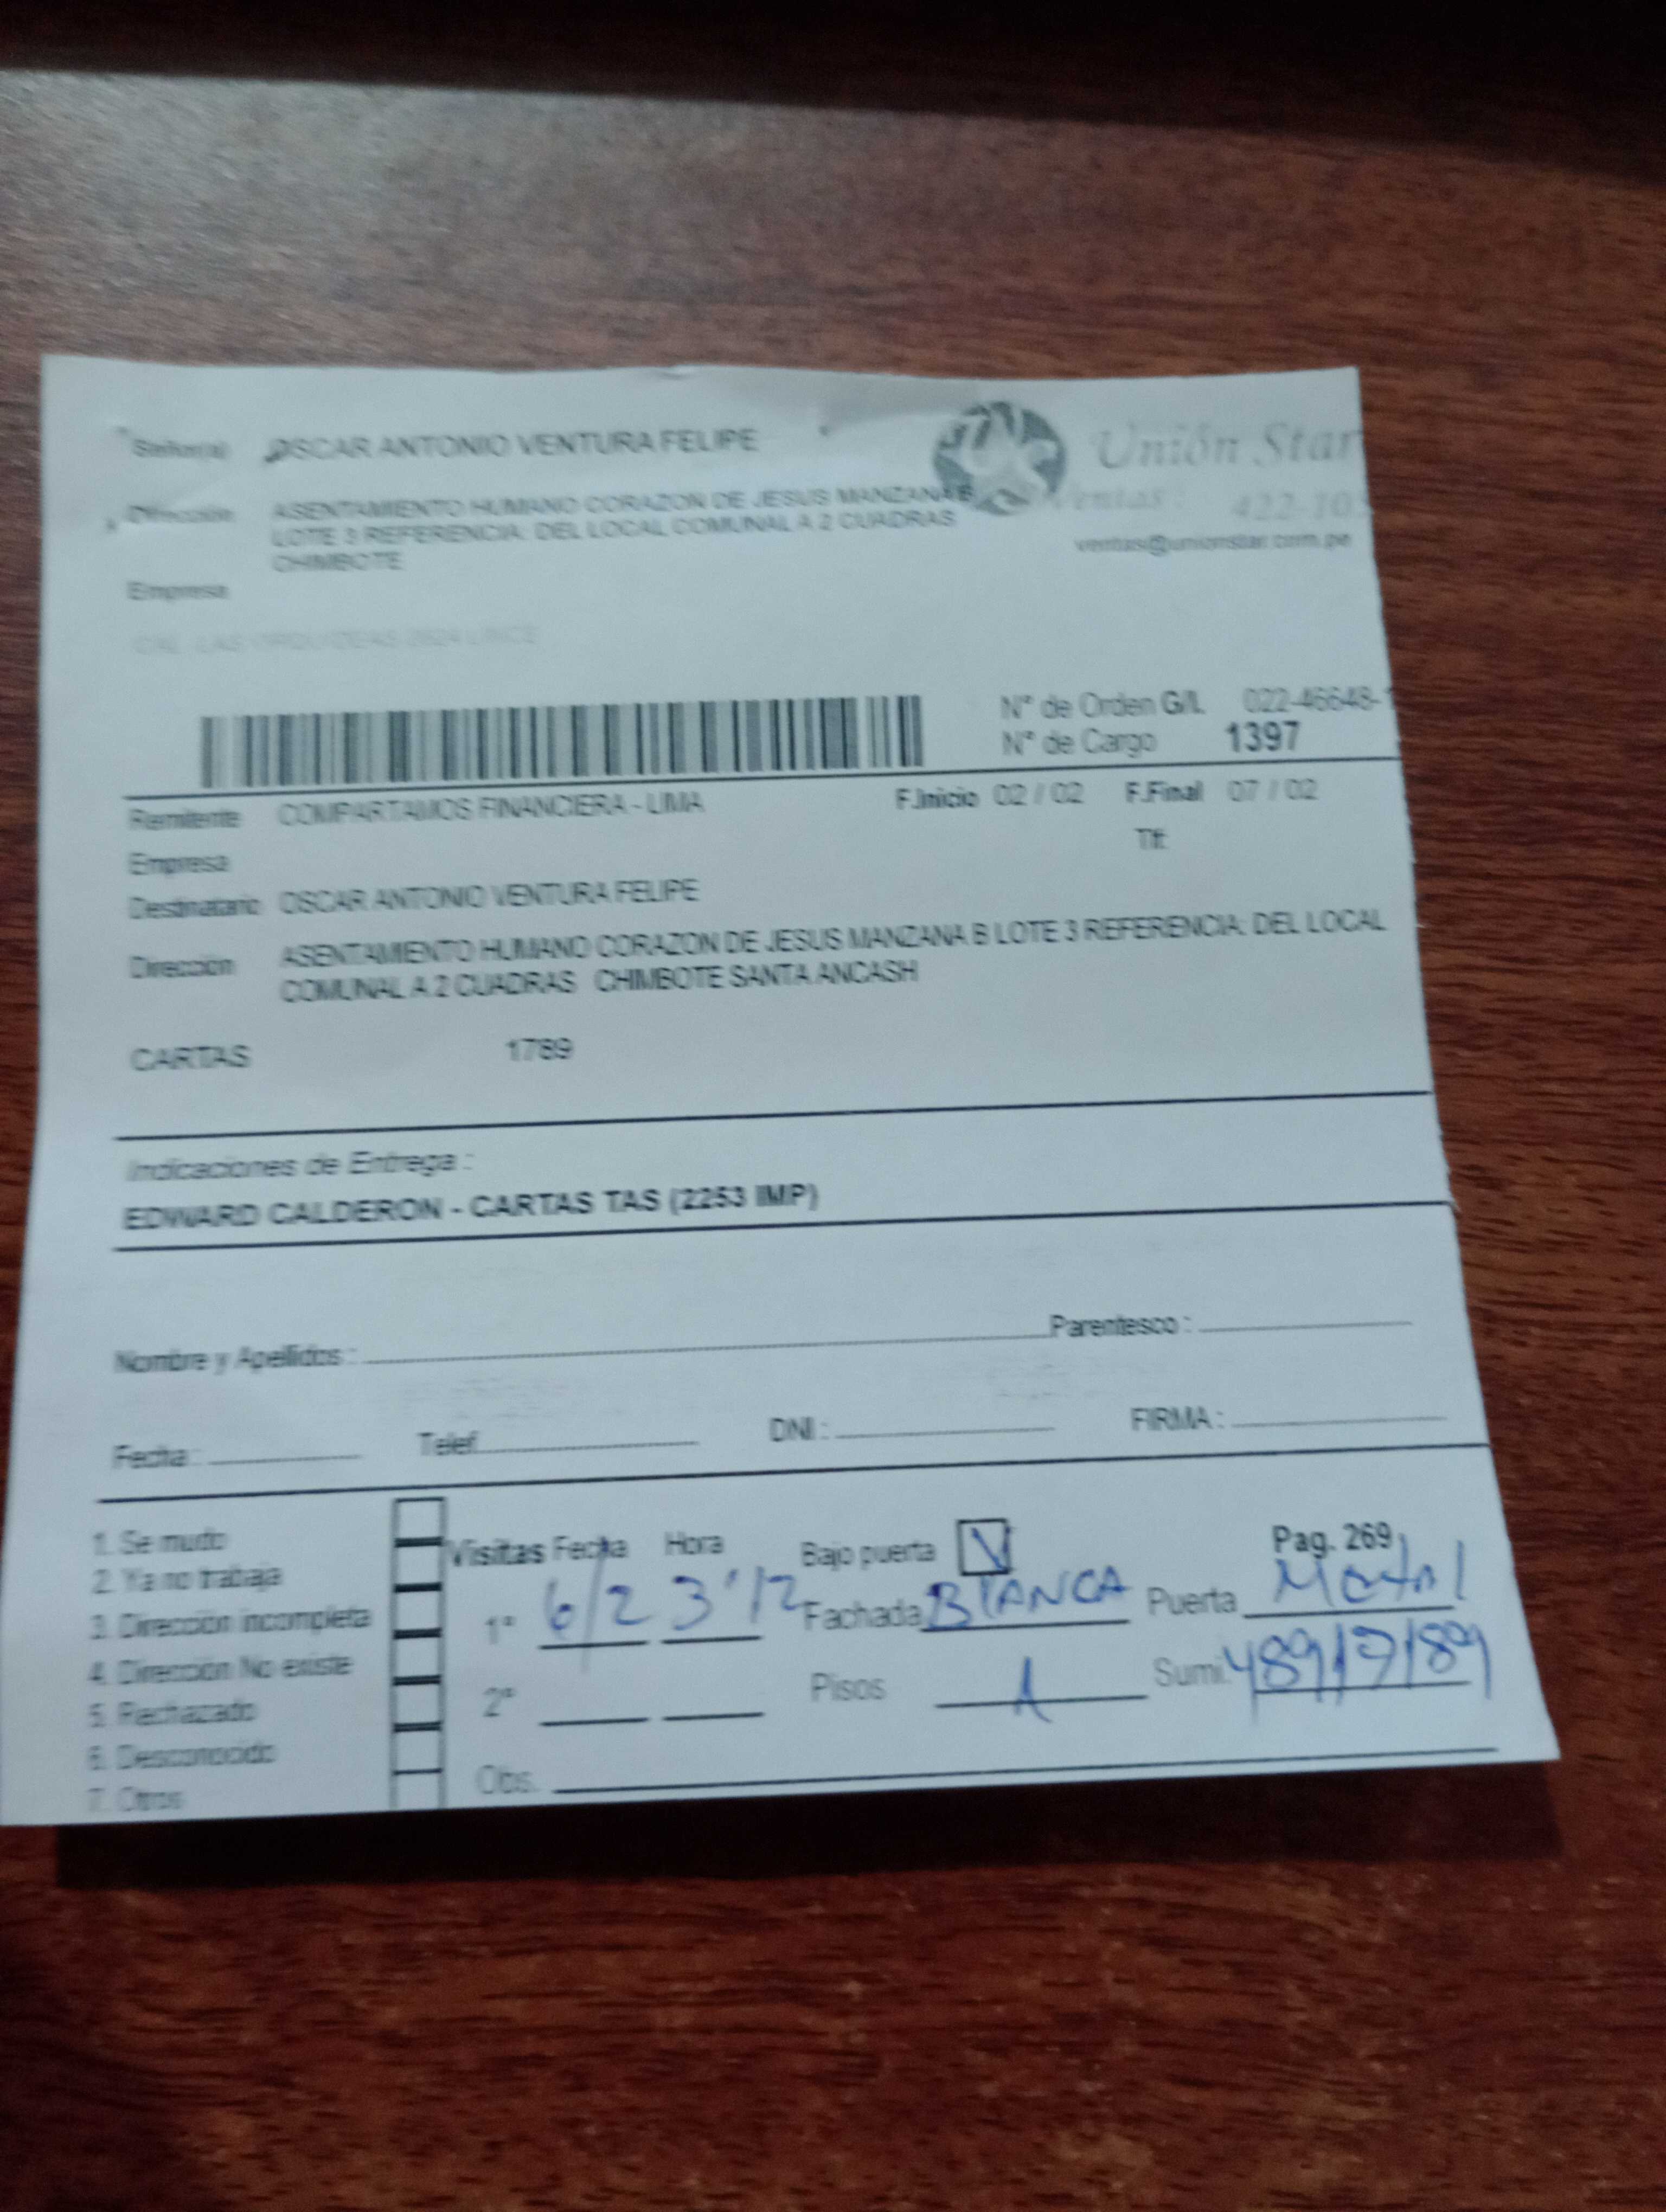 Señor(a) OSCAR ANTONIO VENTURA FELIPE
Unión Star
Dirección ASENTAMIENTO HUMANO CORAZON DE JESUS MANZANA B
LOTE 3 REFERENCIA: DEL LOCAL COMUNAL A 2 CUADRAS
CHIMBOTE
Ventas: 422-10
ventas@unionstar.com.pe
Empresa
N° de Orden G/L 022-46648-
N° de Cargo 1397
Remitente COMPARTAMOS FINANCIERA - LIMA F.Inicio 02 / 02 F.Final 07 / 02
Empresa Tlf:
Destinatario OSCAR ANTONIO VENTURA FELIPE
Dirección ASENTAMIENTO HUMANO CORAZON DE JESUS MANZANA B LOTE 3 REFERENCIA: DEL LOCAL
COMUNAL A 2 CUADRAS CHIMBOTE SANTA ANCASH
CARTAS 1789
Indicaciones de Entrega :
EDWARD CALDERON - CARTAS TAS (2253 IMP)
Nombre y Apellidos : Parentesco :
Fecha : Telef. DNI : FIRMA :
1. Se mudo
2. Ya no trabaja
3. Dirección incompleta
4. Dirección No existe
5. Rechazado
6. Desconocido
7. Otros
Visitas Fecha Hora Bajo puerta Pag. 269
1° 6/2 3'12 Fachada BLANCA Puerta Metal
2° Pisos 1 Sumi.
Obs.